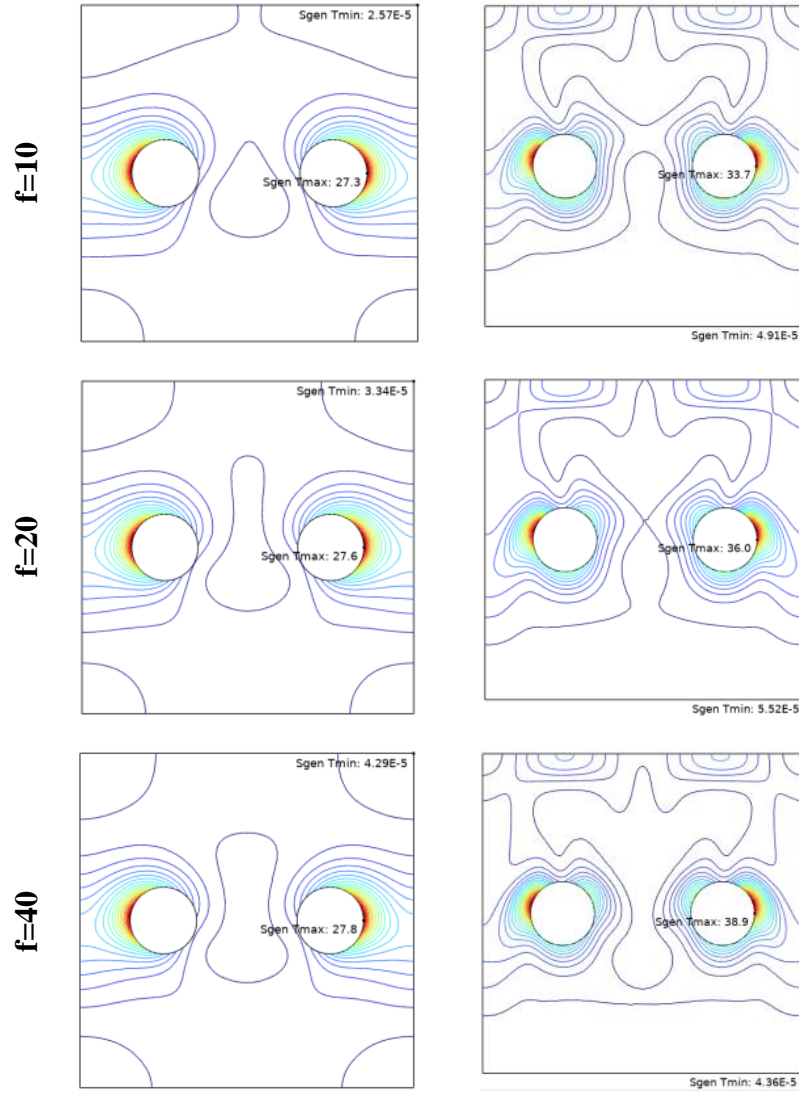 Sgen Tmin: 2.57E-5
f=10
Sgen Tmax: 27.3
Sgen Tmax: 33.7
Sgen Tmin: 4.91E-5
Sgen Tmin: 3.34E-5
f=20
Sgen Tmax: 27.6
Sgen Tmax: 36.0
Sgen Tmin: 5.52E-5
Sgen Tmin: 4.29E-5
f=40
Sgen Tmax: 27.8
Sgen Tmax: 38.9
Sgen Tmin: 4.36E-5